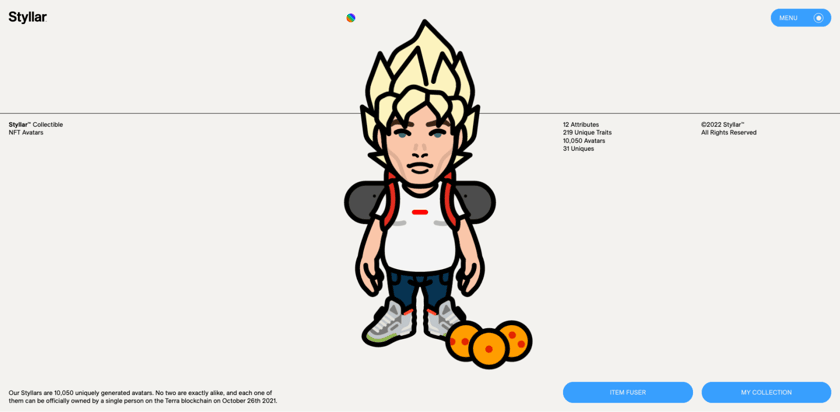 Styllar
MENU
Styllar™ Collectible
NFT Avatars
12 Attributes
219 Unique Traits
10,050 Avatars
31 Uniques
©2022 Styllar™
All Rights Reserved
Our Styllars are 10,050 uniquely generated avatars. No two are exactly alike, and each one of
them can be officially owned by a single person on the Terra blockchain on October 26th 2021.
ITEM FUSER
MY COLLECTION